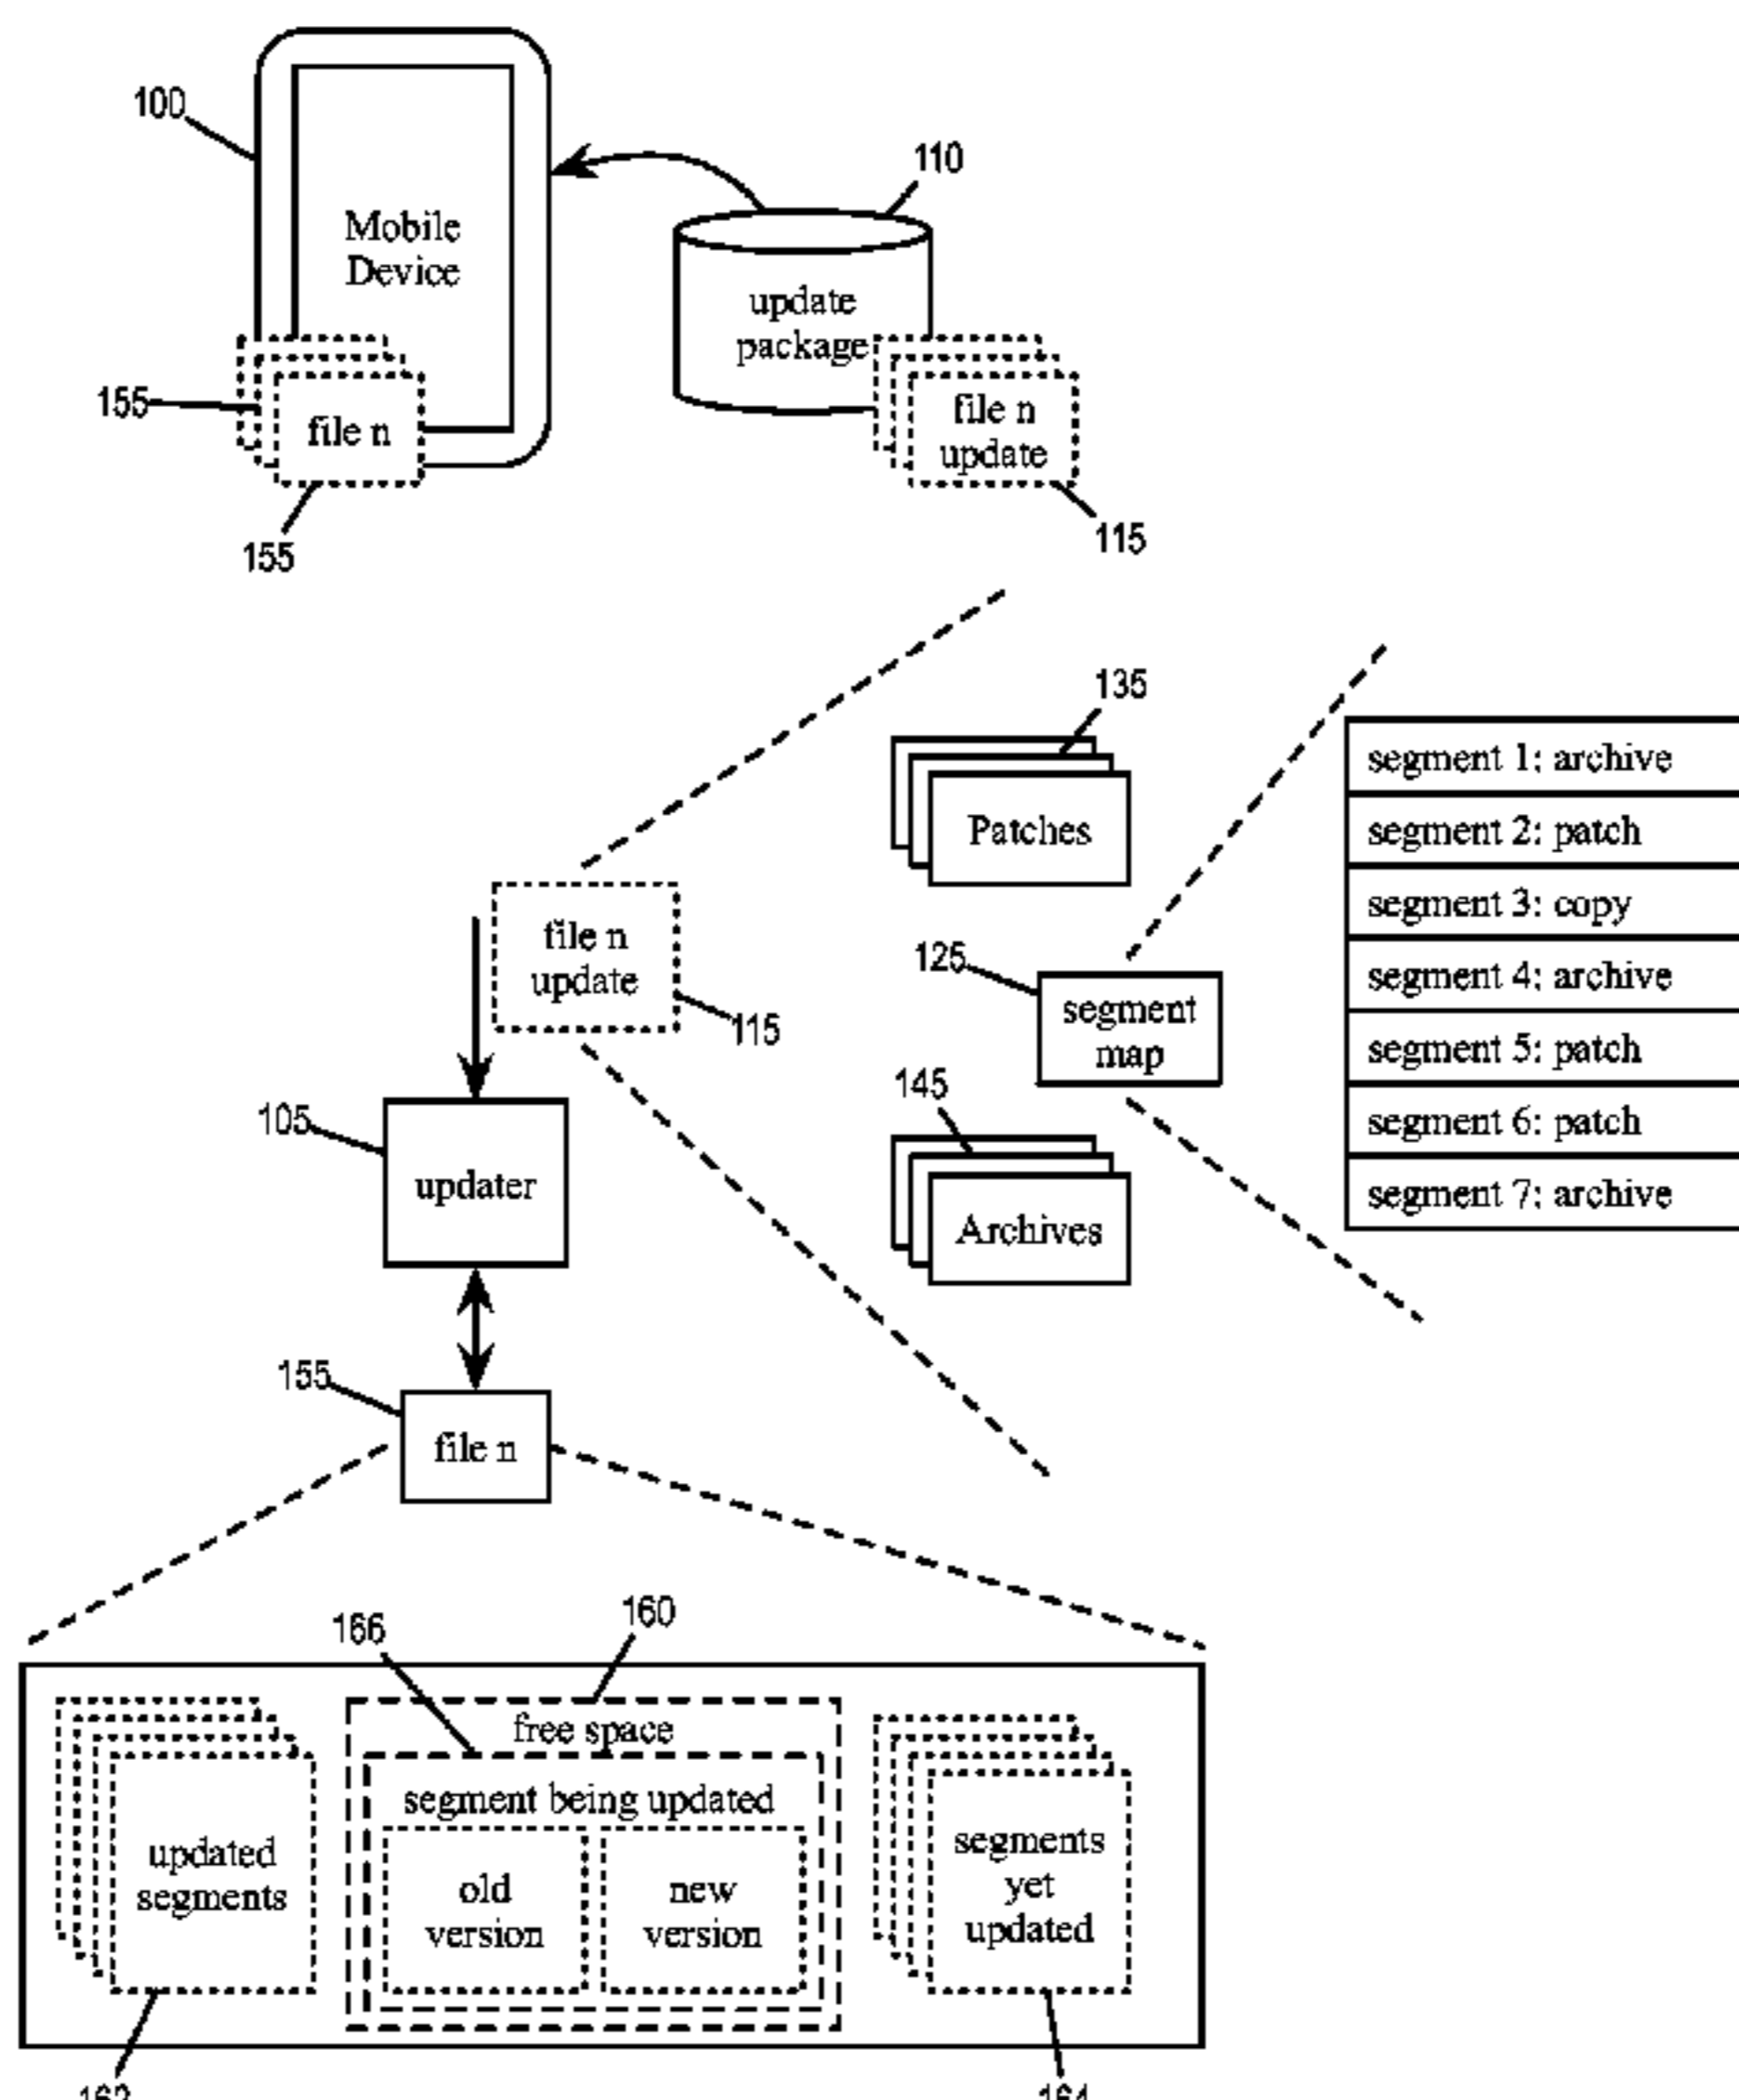 100
110
Mobile
Device
update
package
155
file n
file n
update
155
115
135
Patches
segment 1: archive
segment 2: patch
segment 3: copy
segment 4: archive
segment 5: patch
segment 6: patch
segment 7: archive
file n
update
115
125
segment
map
145
Archives
105
updater
155
file n
166
160
free space
segment being updated
updated
segments
old
version
new
version
segments
yet
updated
162
164